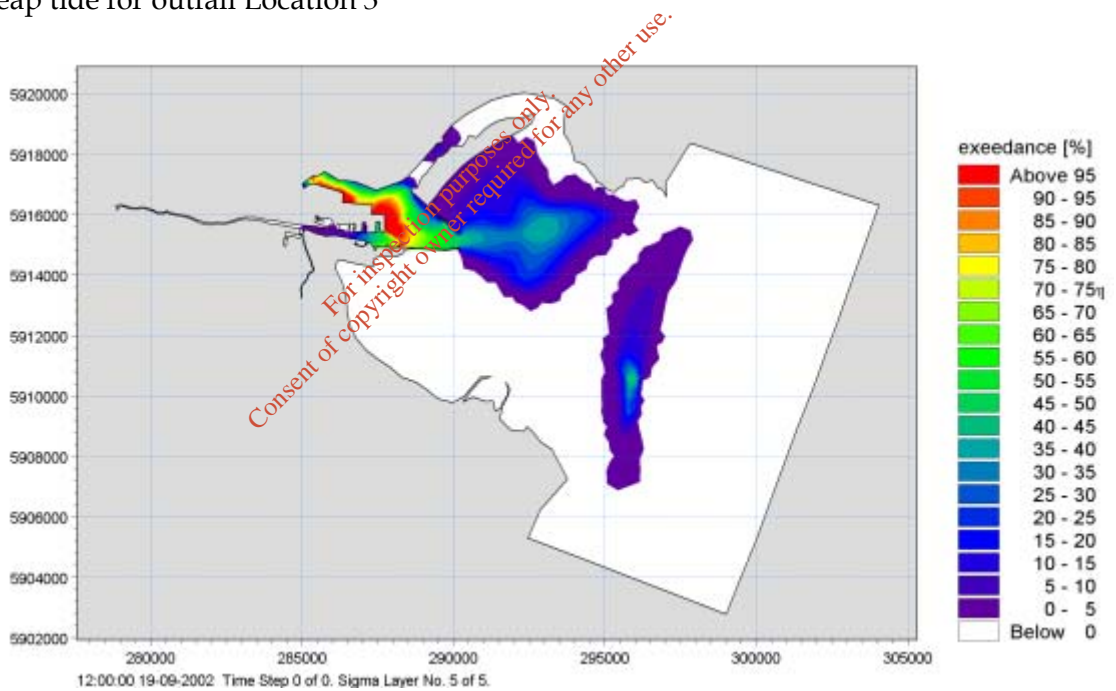 eap tide for outfall Location 5
For inspection purposes only.
Consent of copyright owner required for any other use.
5920000
5918000
5916000
5914000
5912000
5910000
5908000
5906000
5904000
5902000
280000 285000 290000 295000 300000 305000
12:00:00 19-09-2002 Time Step 0 of 0. Sigma Layer No. 5 of 5.
exeedance [%]
Above 95
90 - 95
85 - 90
80 - 85
75 - 80
70 - 75
65 - 70
60 - 65
55 - 60
50 - 55
45 - 50
40 - 45
35 - 40
30 - 35
25 - 30
20 - 25
15 - 20
10 - 15
5 - 10
0 - 5
Below 0